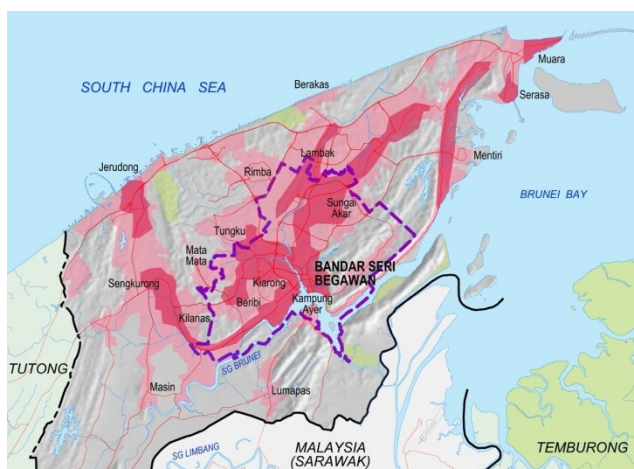 SOUTH CHINA SEA
Muara
Berakas
Serasa
Lambak
Mentiri
Jerudong
Rimba
BRUNEI BAY
Sungai
Akar
Tungku
Mata
Mata
BANDAR SERI
BEGAWAN
Sengkurong
Kiarong
Beribi
Kampung
Ayer
Kilanas
TUTONG
SG BRUNEI
Masin
Lumapas
MALAYSIA
(SARAWAK)
TEMBURONG
SG LIMBANG